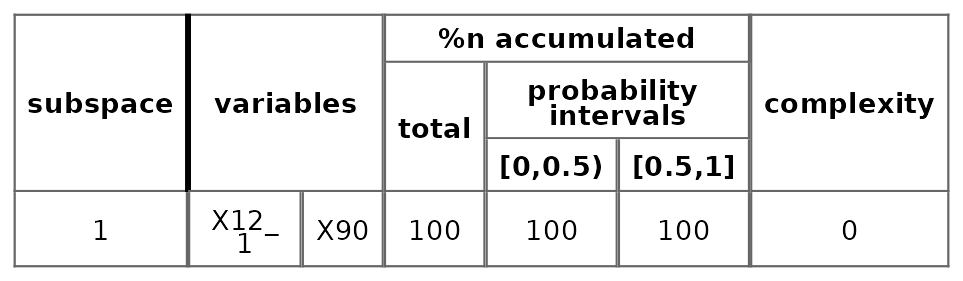 %n accumulated
subspace
variables
total
probability
intervals
complexity
[0,0.5)
[0.5,1]
1
X12_
1
X90
100
100
100
0